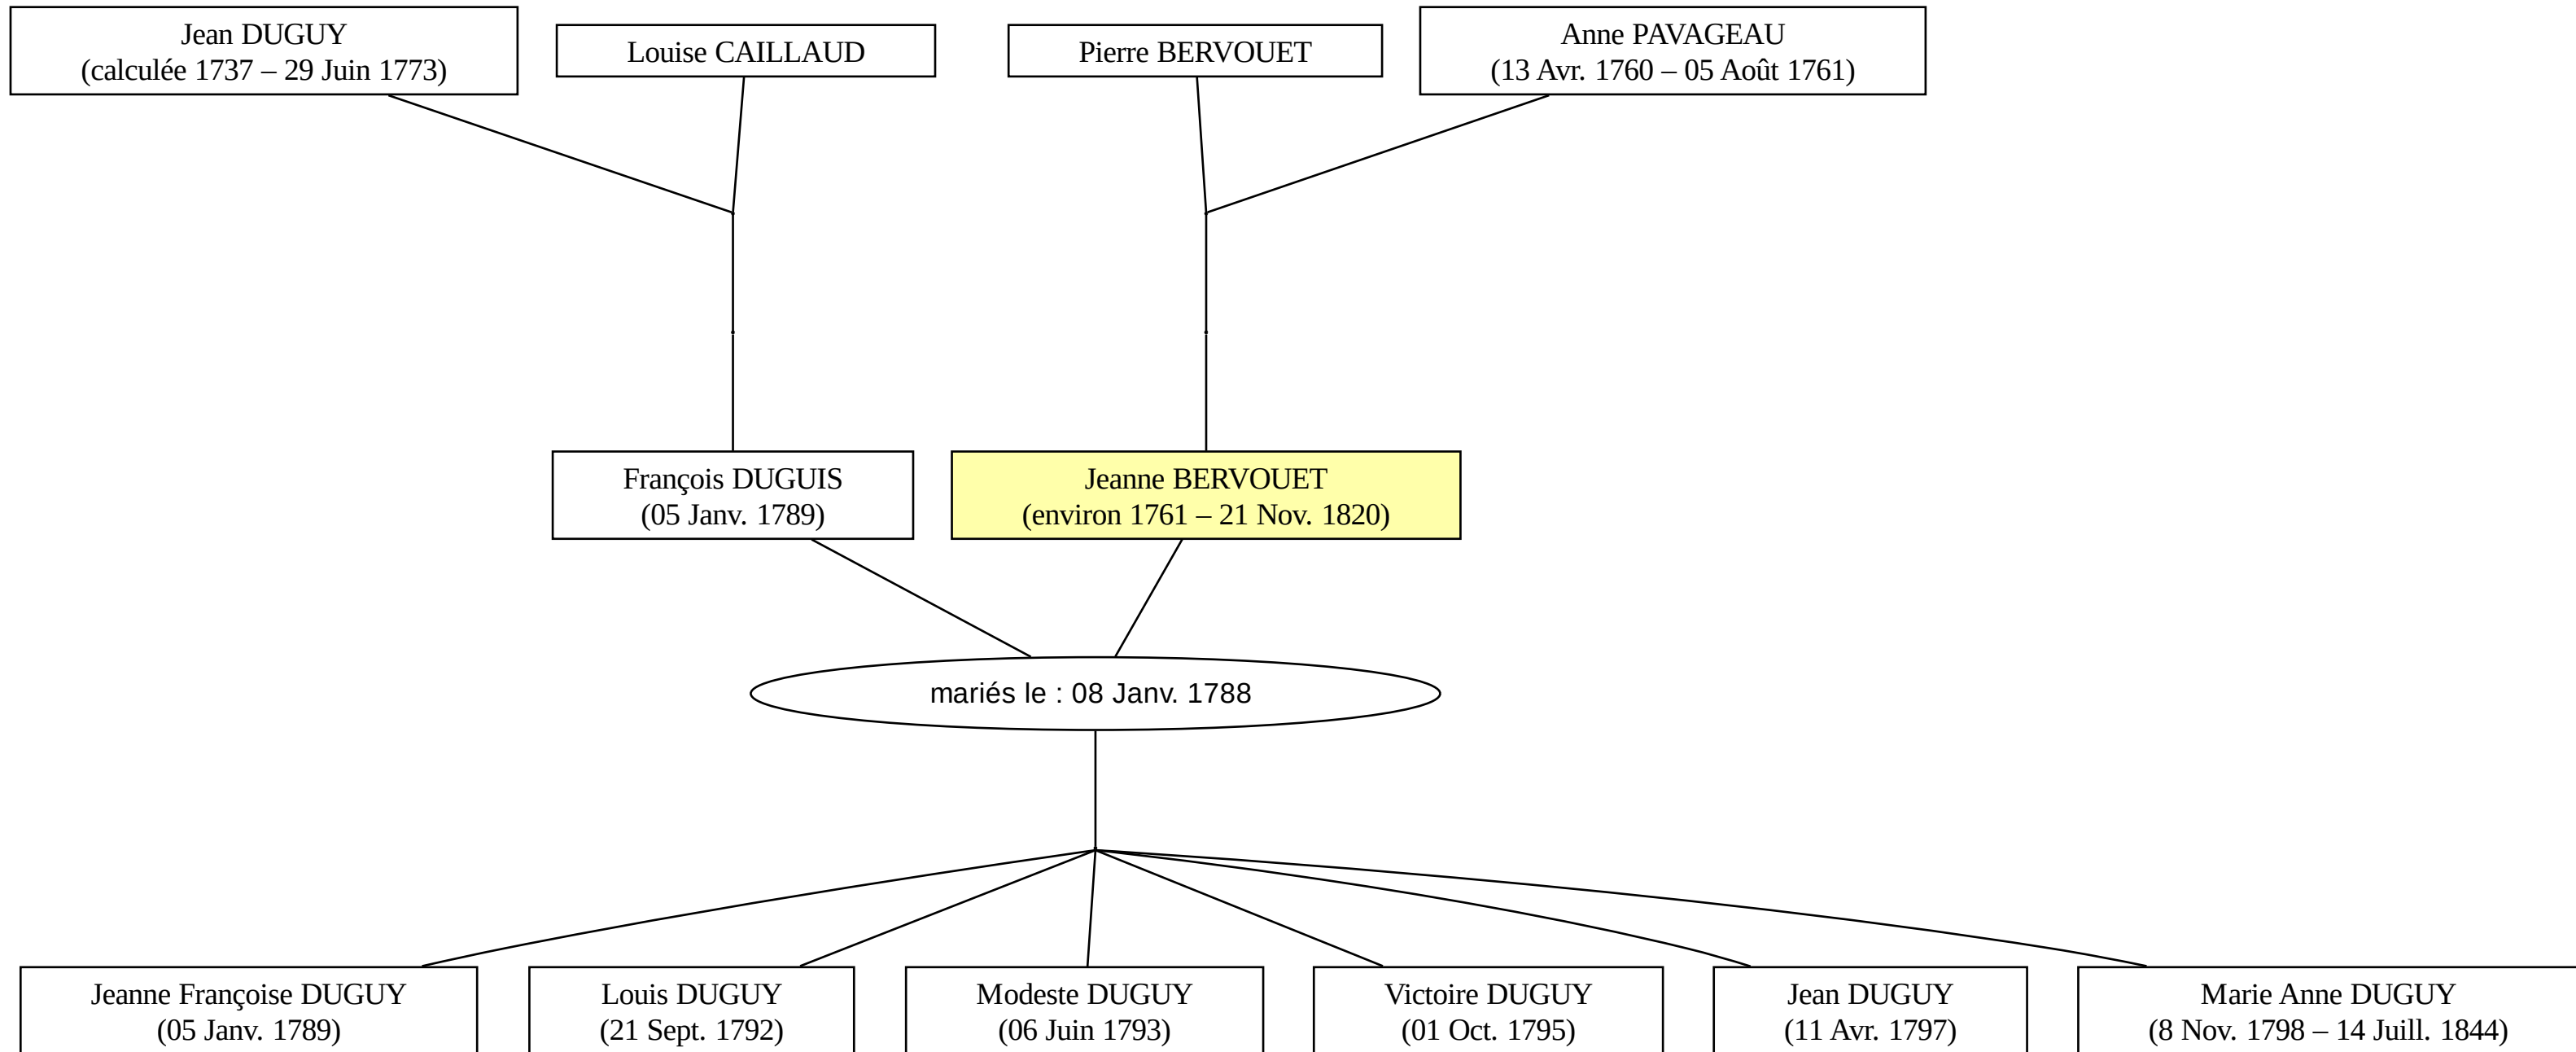 Jean DUGUY
(calculée 1737 – 29 Juin 1773)
Louise CAILLAUD
Pierre BERVOUET
Anne PAVAGEAU
(13 Avr. 1760 – 05 Août 1761)
François DUGUIS
(05 Janv. 1789)
Jeanne BERVOUET
(environ 1761 – 21 Nov. 1820)
mariés le : 08 Janv. 1788
Jeanne Françoise DUGUY
(05 Janv. 1789)
Louis DUGUY
(21 Sept. 1792)
Modeste DUGUY
(06 Juin 1793)
Victoire DUGUY
(01 Oct. 1795)
Jean DUGUY
(11 Avr. 1797)
Marie Anne DUGUY
(8 Nov. 1798 – 14 Juill. 1844)